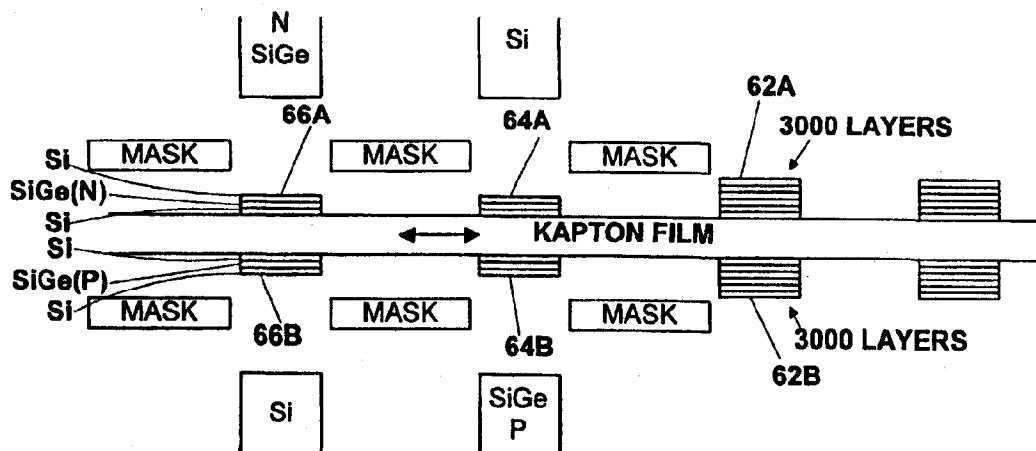 N
SiGe
Si
66A
64A
62A
3000 LAYERS
MASK
MASK
MASK
Si
SiGe(N)
Si
KAPTON FILM
Si
SiGe(P)
Si
MASK
MASK
MASK
66B
64B
3000 LAYERS
62B
Si
SiGe
P